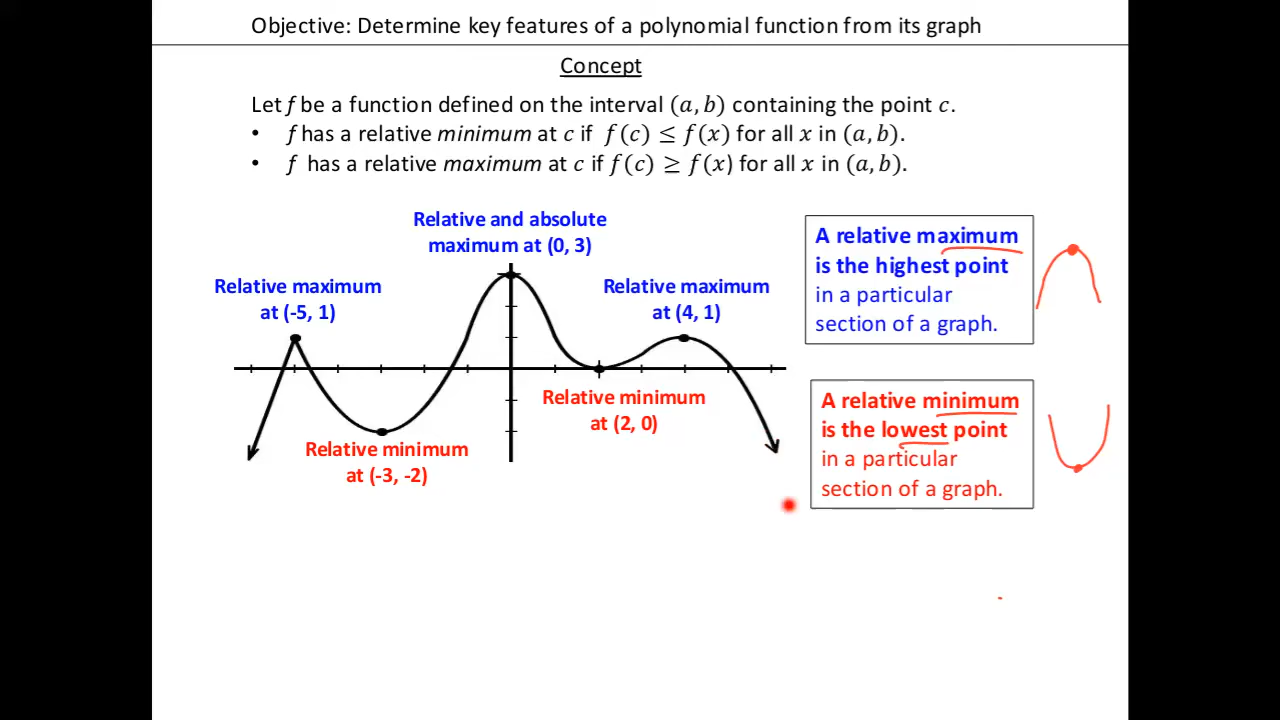 Objective: Determine key features of a polynomial function from its graph
Concept
Let f be a function defined on the interval (a, b) containing the point c.
• f has a relative minimum at c if f(c) ≤ f(x) for all x in (a, b).
• f has a relative maximum at c if f(c) ≥ f(x) for all x in (a, b).
Relative and absolute
maximum at (0, 3)
Relative maximum
at (-5, 1)
Relative maximum
at (4, 1)
Relative minimum
at (2, 0)
Relative minimum
at (-3, -2)
A relative maximum
is the highest point
in a particular
section of a graph.
A relative minimum
is the lowest point
in a particular
section of a graph.